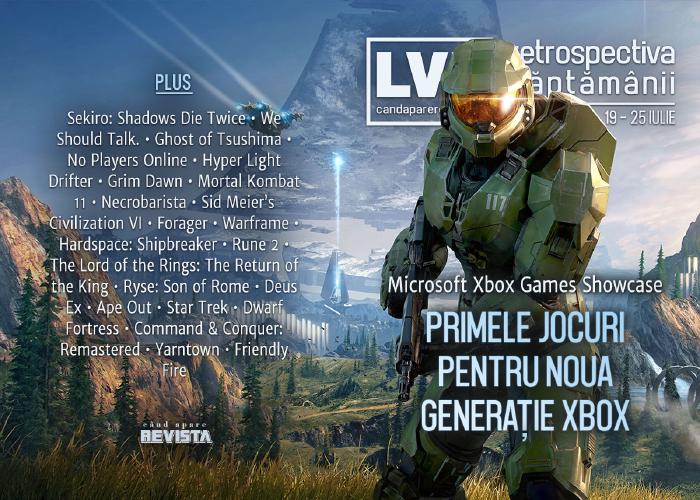 PLUS
Sekiro: Shadows Die Twice • We
Should Talk. • Ghost of Tsushima •
No Players Online • Hyper Light
Drifter • Grim Dawn • Mortal Kombat
11 • Necrobarista • Sid Meier's
Civilization VI • Forager • Warframe •
Hardspace: Shipbreaker • Rune 2 •
The Lord of the Rings: The Return of
the King • Ryse: Son of Rome • Deus
Ex • Ape Out • Star Trek • Dwarf
Fortress • Command & Conquer:
Remastered • Yarntown • Friendly
Fire
când apare
REVISTA
LV
etrospectiva
ăptămânii
candaparer
19 – 25 IULIE
117
Microsoft Xbox Games Showcase
PRIMELE JOCURI
PENTRU NOUA
GENERAȚIE XBOX